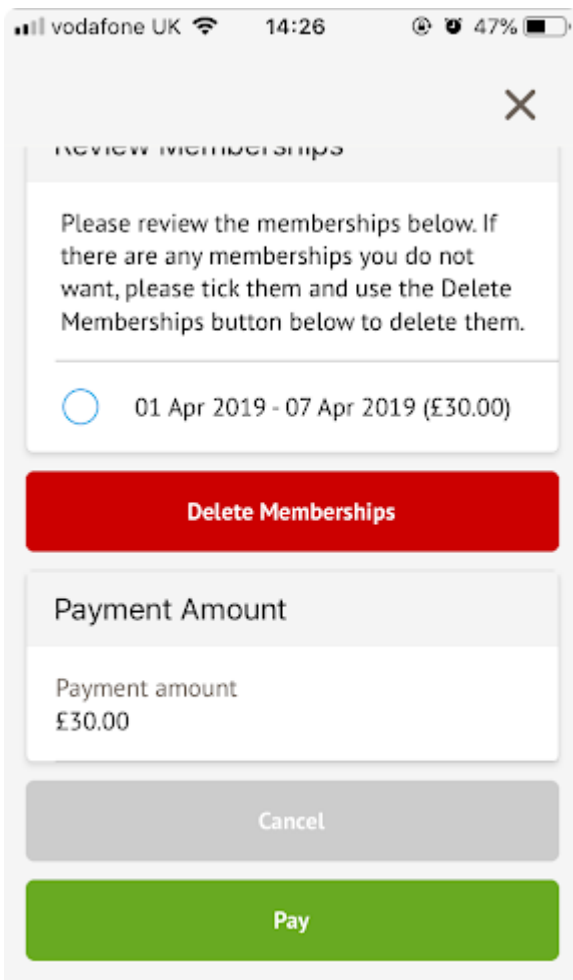 vodafone UK 14:26 47%
Review Memberships
Please review the memberships below. If
there are any memberships you do not
want, please tick them and use the Delete
Memberships button below to delete them.
01 Apr 2019 - 07 Apr 2019 (£30.00)
Delete Memberships
Payment Amount
Payment amount
£30.00
Cancel
Pay